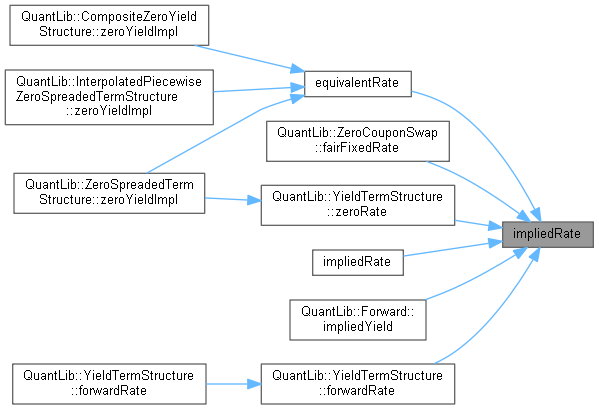 QuantLib::CompositeZeroYield
Structure::zeroYieldImpl
QuantLib::InterpolatedPiecewise
ZeroSpreadedTermStructure
::zeroYieldImpl
QuantLib::ZeroSpreadedTerm
Structure::zeroYieldImpl
equivalentRate
QuantLib::ZeroCouponSwap
::fairFixedRate
QuantLib::YieldTermStructure
::zeroRate
impliedRate
QuantLib::Forward::
impliedYield
QuantLib::YieldTermStructure
::forwardRate
QuantLib::YieldTermStructure
::forwardRate
impliedRate